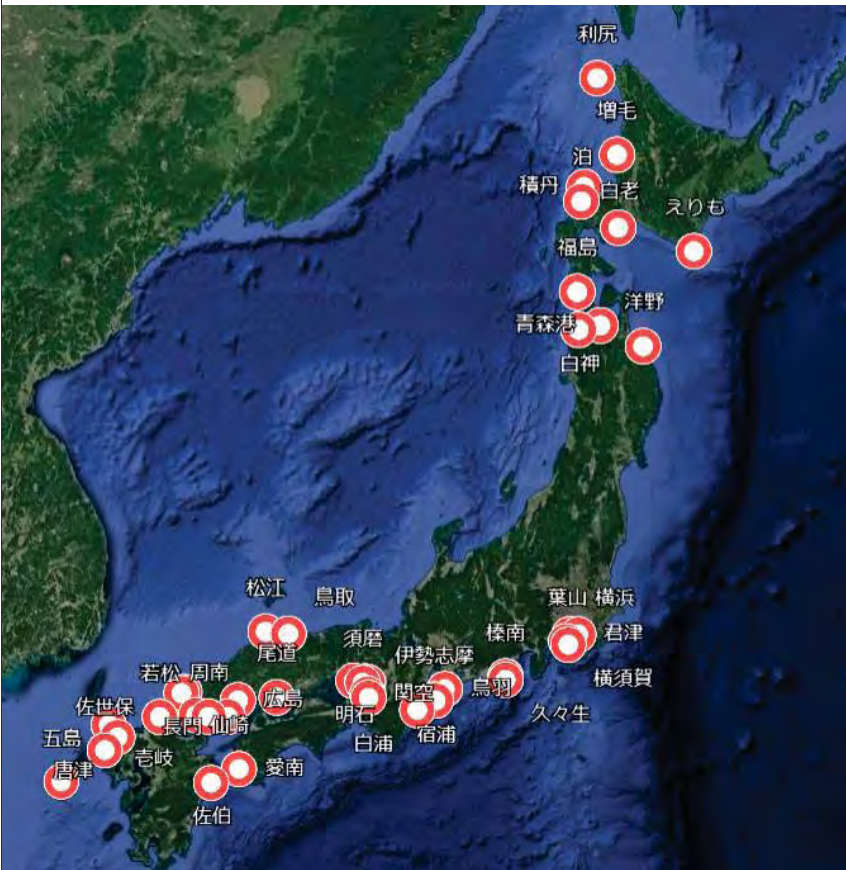 利尻
増毛
泊
積丹
白老
えりも
福島
洋野
青森港
白神
松江
鳥取
葉山 横浜
須磨
榛南
君津
尾道
伊勢志摩
若松 周南
横須賀
広島
関空
鳥羽
佐世保
明石
久々生
長門 仙崎
五島
宿浦
白浦
壱岐
唐津
愛南
佐伯